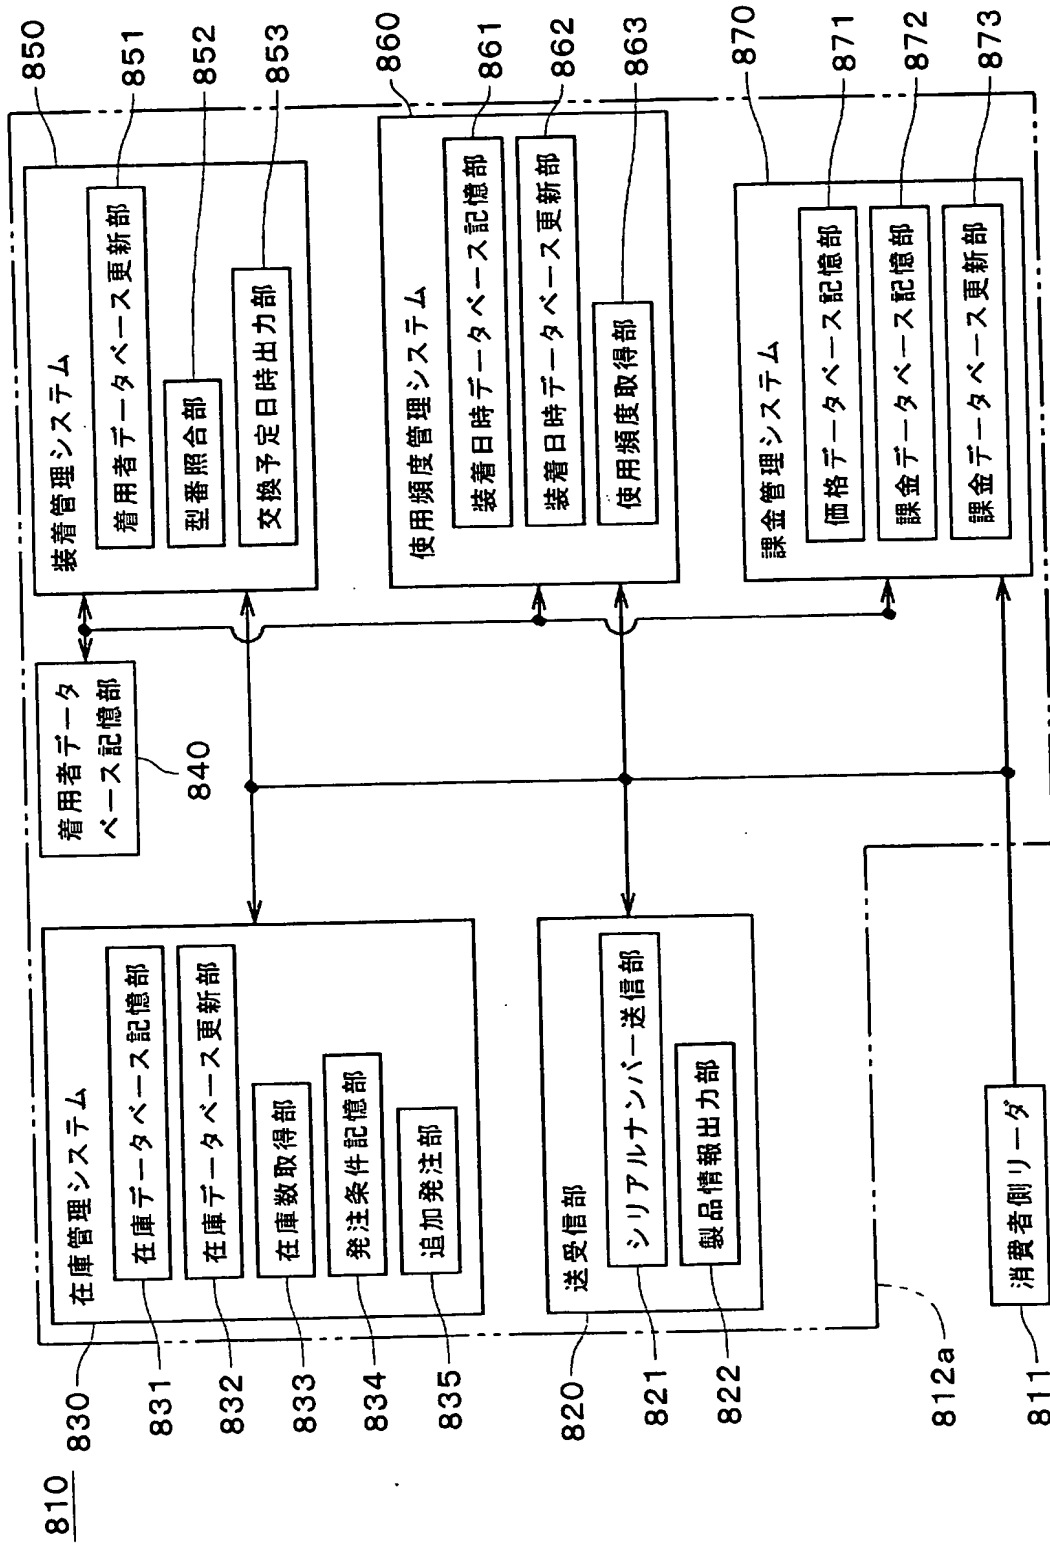 810
830
在庫管理システム
831
在庫データベース記憶部
832
在庫データベース更新部
833
在庫数取得部
834
発注条件記憶部
835
追加発注部
820
送受信部
821
シリアルナンバー送信部
822
製品情報出力部
812a
811
消費者側リーダ
着用者データ
ベース記憶部
840
850
装着管理システム
851
着用者データベース更新部
852
型番照合部
853
交換予定日時出力部
860
使用頻度管理システム
861
装着日時データベース記憶部
862
装着日時データベース更新部
863
使用頻度取得部
870
課金管理システム
871
価格データベース記憶部
872
課金データベース記憶部
873
課金データベース更新部